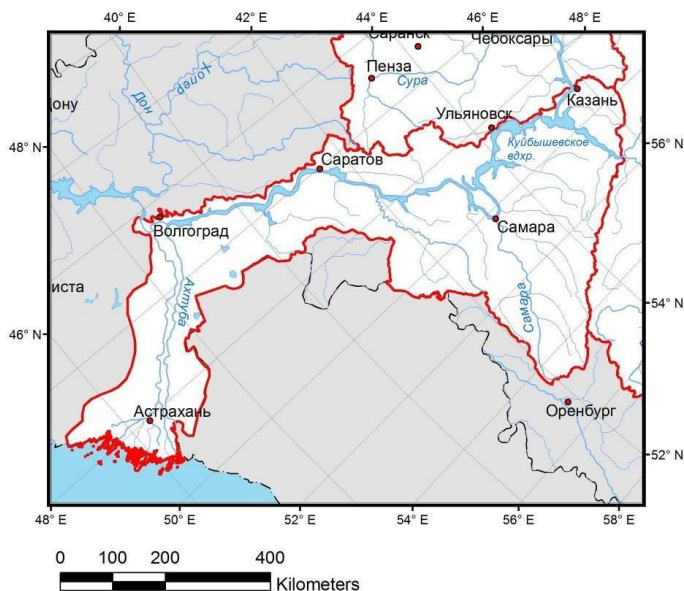 40° E
42° E
44° E
46° E
48° E
Саранск
Чебоксары
Пенза
Сура
Хопер
Дон
Казань
ону
Ульяновск
Куйбышевское
вдхр.
56° N
48° N
Саратов
Волгоград
Самара
иста
Ахтуба
Самара
54° N
46° N
Астрахань
Оренбург
52° N
48° E
50° E
52° E
54° E
56° E
58° E
0 100 200 400
Kilometers